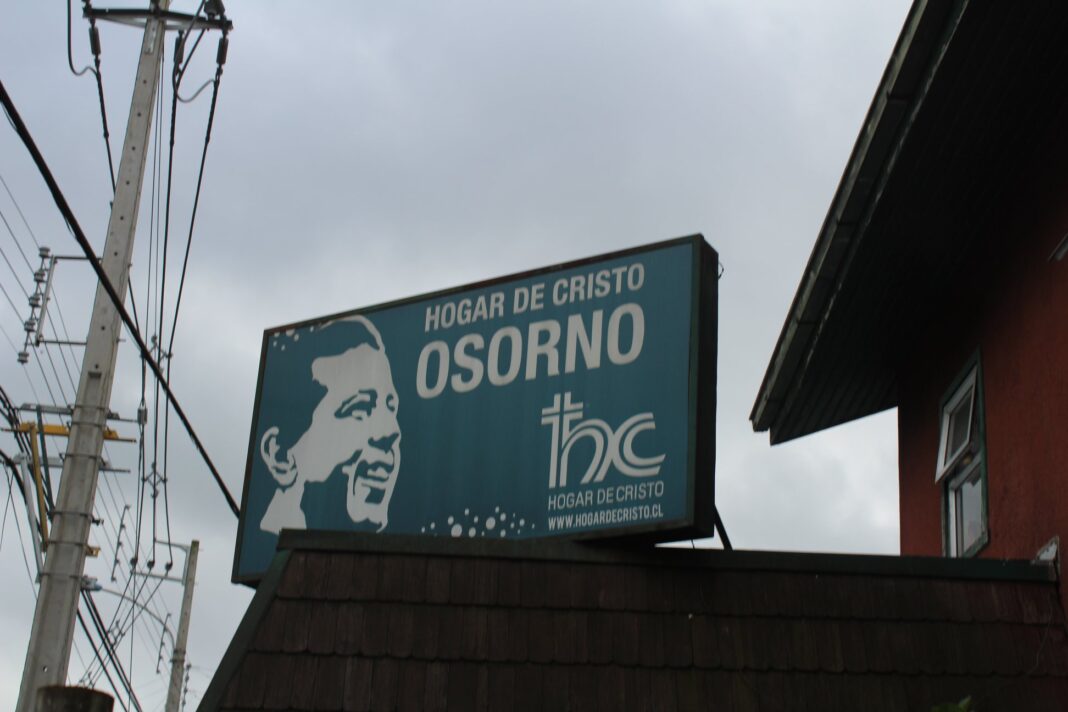 HOGAR DE CRISTO
OSORNO
hc
HOGAR DE CRISTO
WWW.HOGARDECRISTO.CL